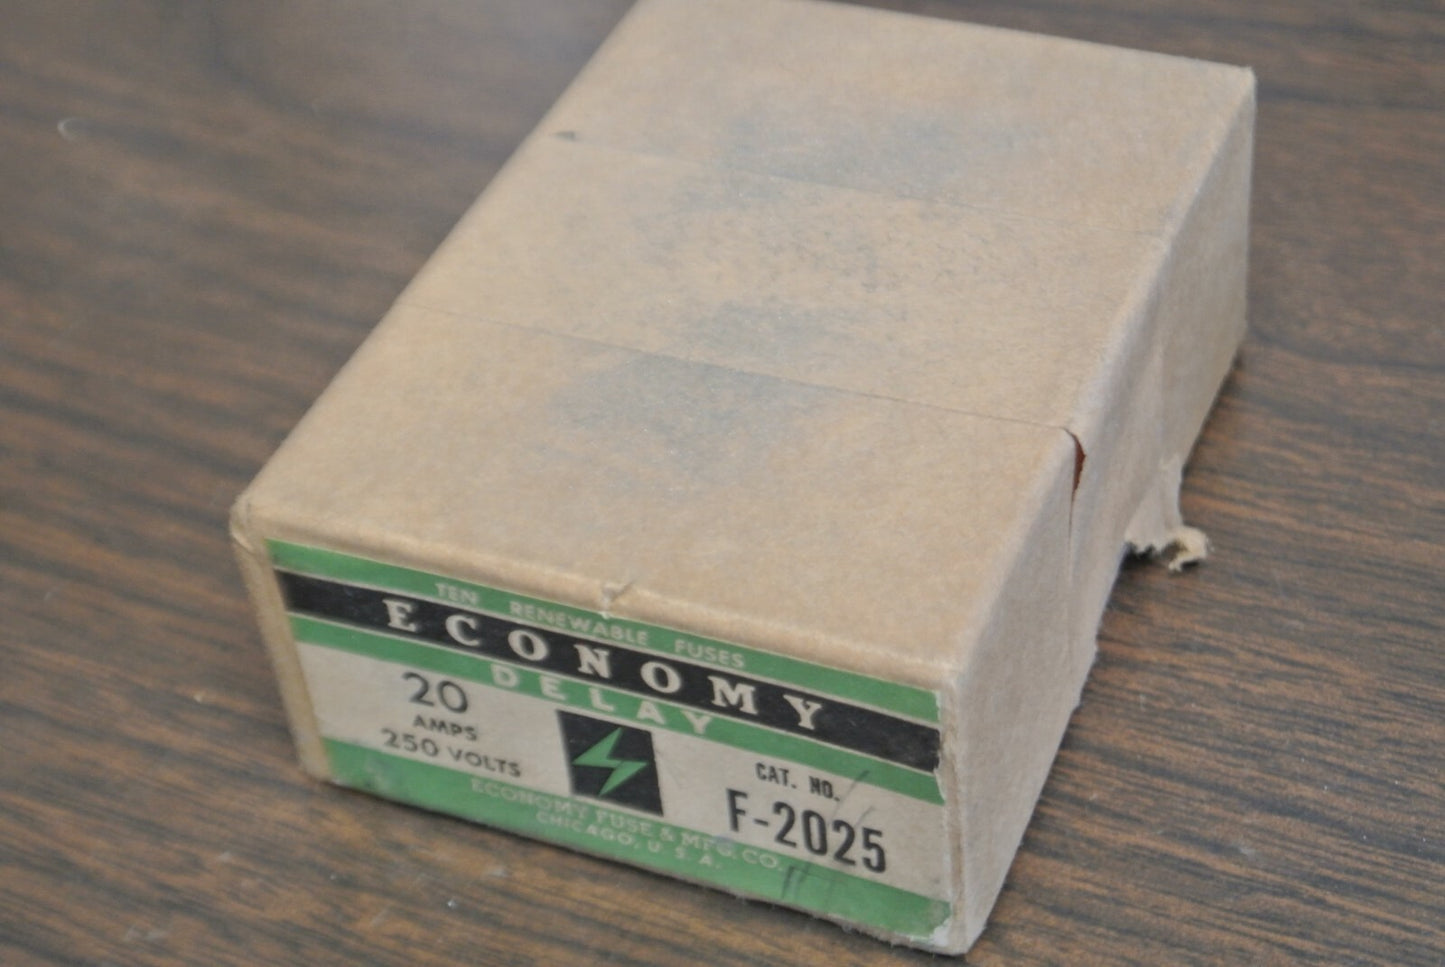 TEN RENEWABLE FUSES
ECONOMY
DELAY
20
AMPS
250 VOLTS
CAT. NO.
F-2025
ECONOMY FUSE & MFG. CO.
CHICAGO, U.S.A.